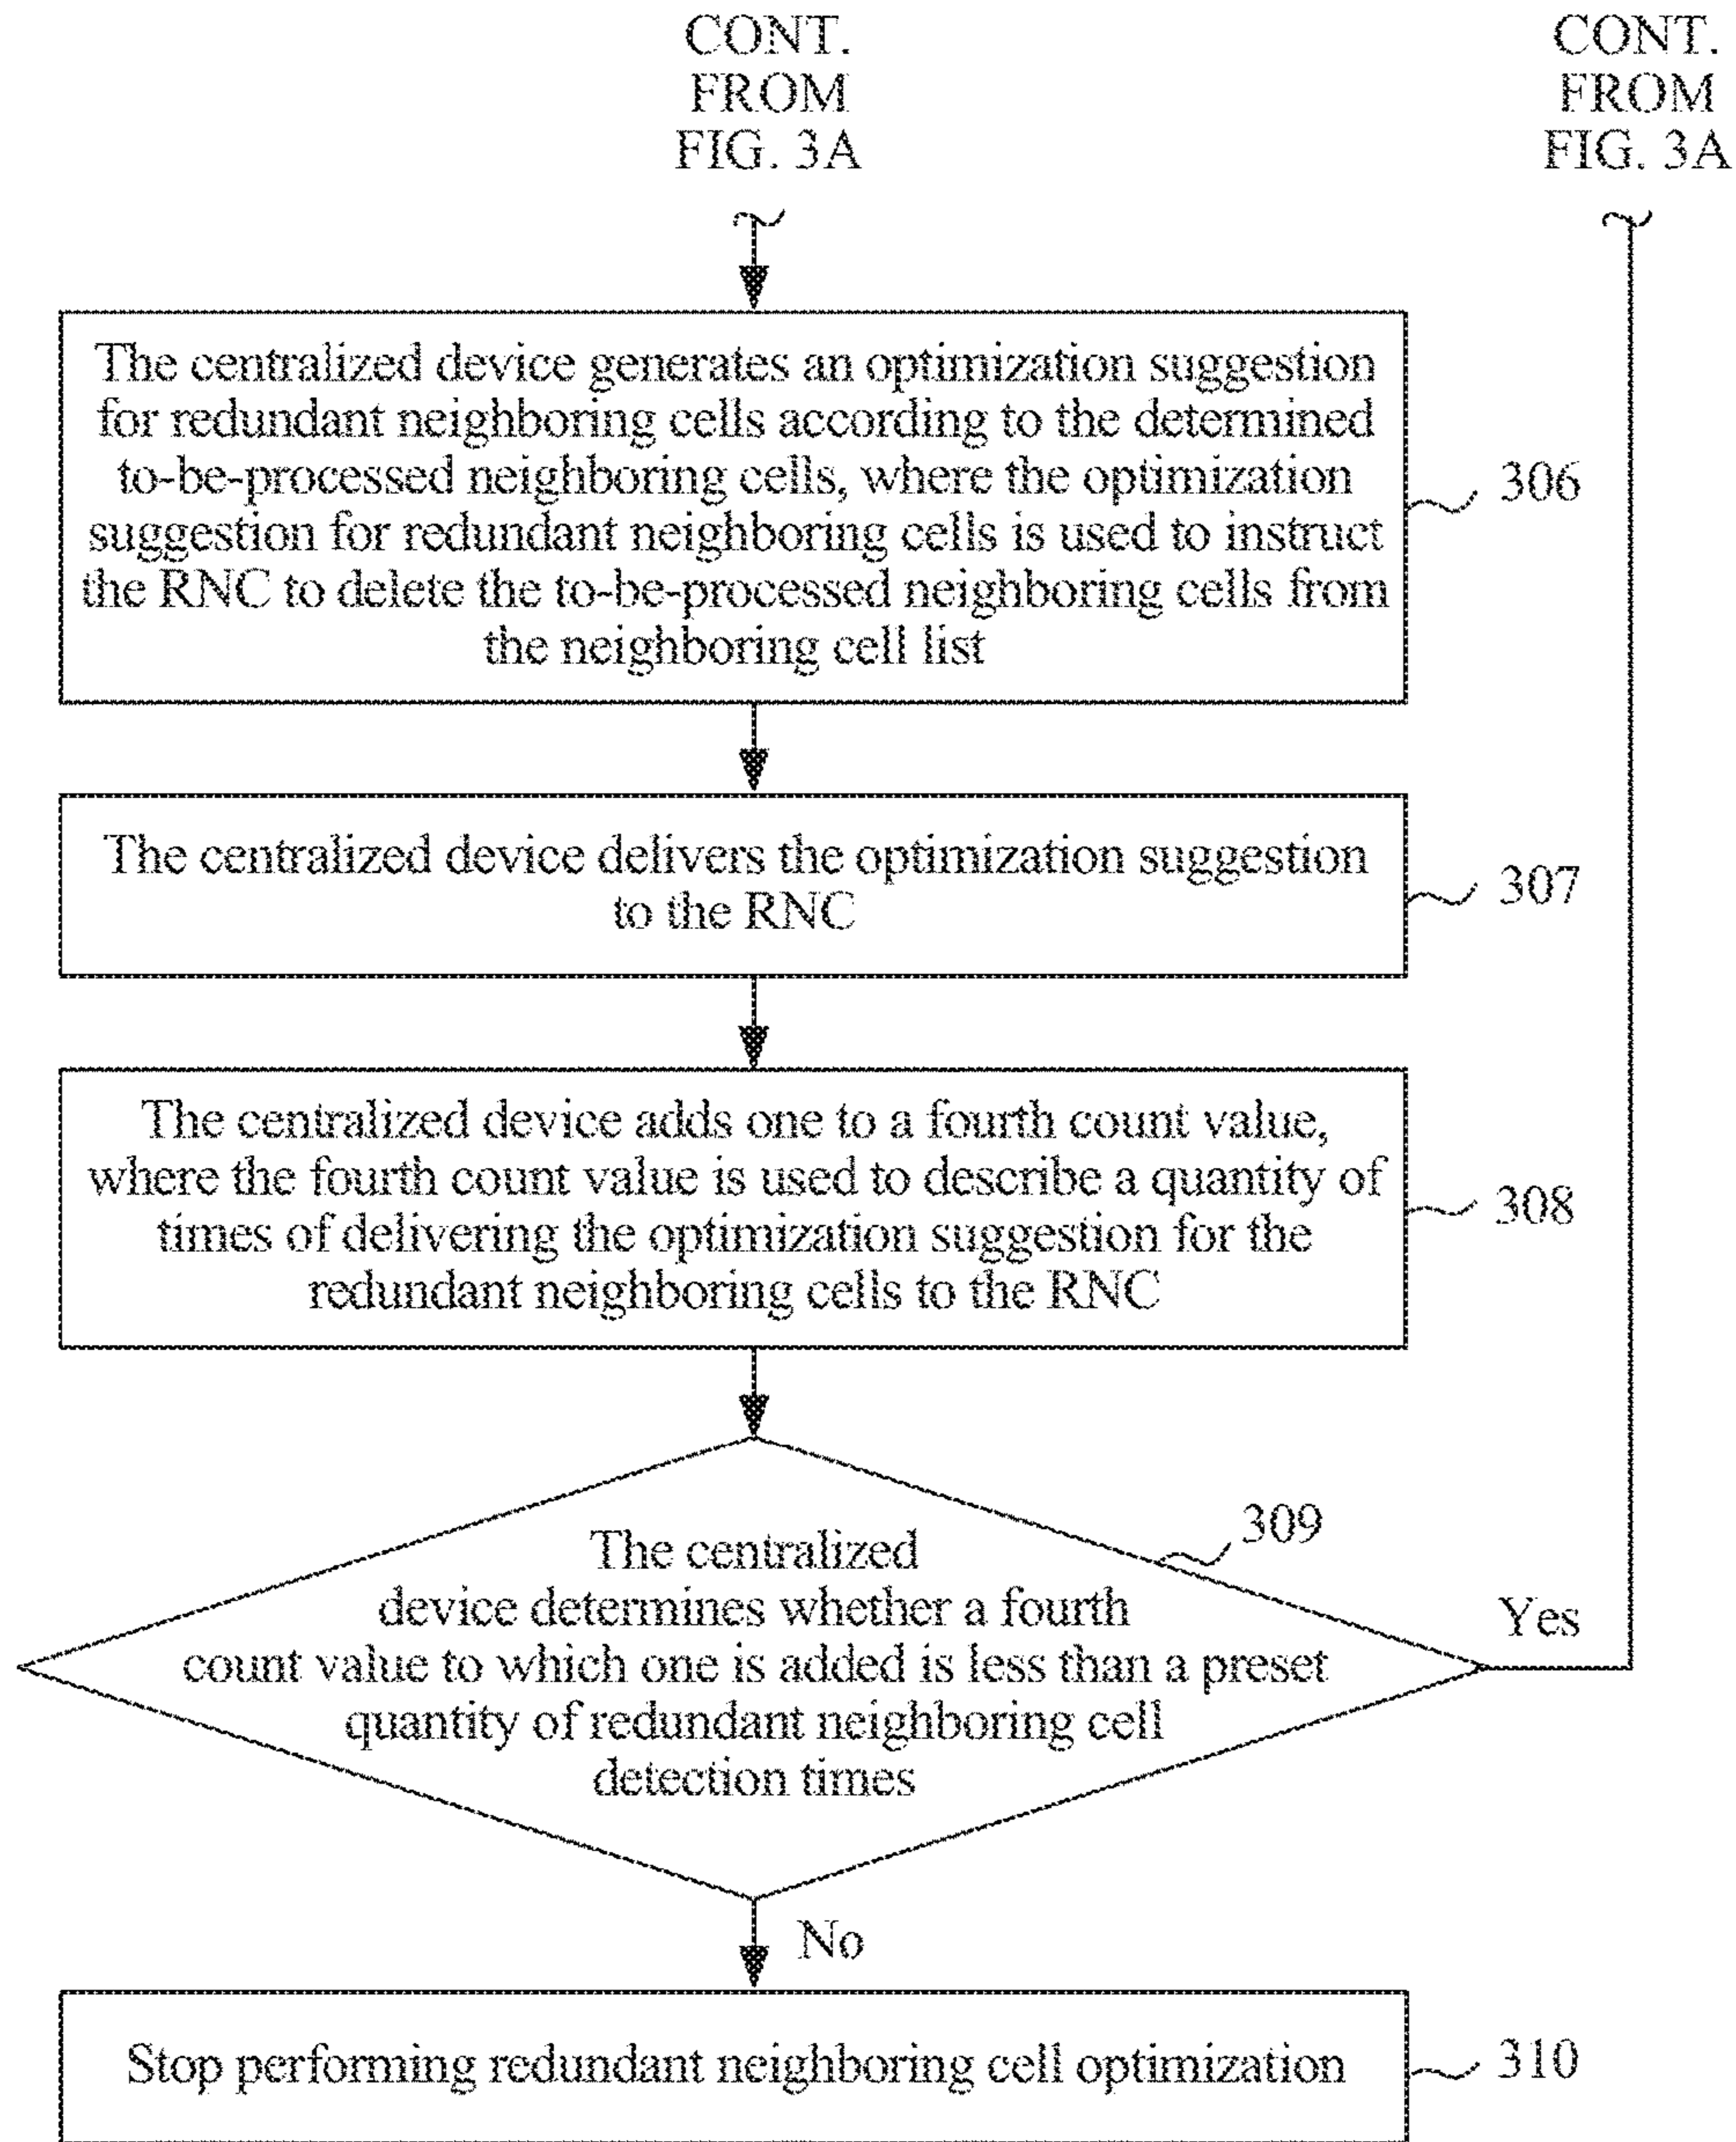 CONT.
FROM
FIG. 3A
CONT.
FROM
FIG. 3A
The centralized device generates an optimization suggestion
for redundant neighboring cells according to the determined
to-be-processed neighboring cells, where the optimization
suggestion for redundant neighboring cells is used to instruct
the RNC to delete the to-be-processed neighboring cells from
the neighboring cell list
306
The centralized device delivers the optimization suggestion
to the RNC
307
The centralized device adds one to a fourth count value,
where the fourth count value is used to describe a quantity of
times of delivering the optimization suggestion for the
redundant neighboring cells to the RNC
308
309
The centralized
device determines whether a fourth
count value to which one is added is less than a preset
quantity of redundant neighboring cell
detection times
Yes
No
Stop performing redundant neighboring cell optimization
310